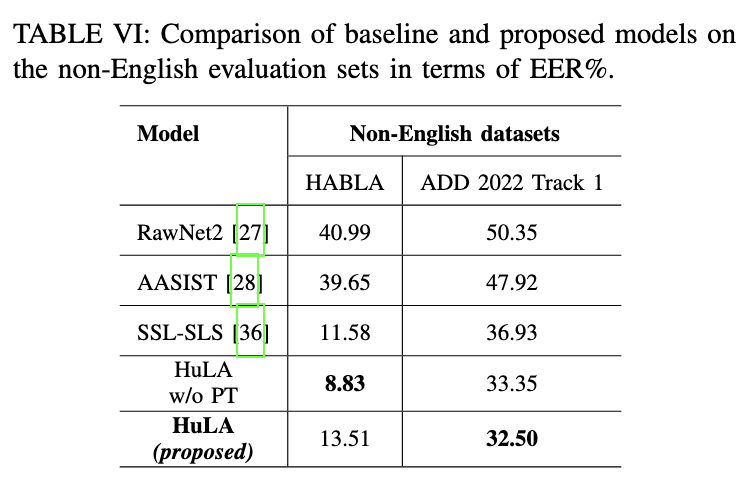 TABLE VI: Comparison of baseline and proposed models on
the non-English evaluation sets in terms of EER%.
Model Non-English datasets
HABLA ADD 2022 Track 1
RawNet2 [27] 40.99 50.35
AASIST [28] 39.65 47.92
SSL-SLS [36] 11.58 36.93
HuLA
w/o PT 8.83 33.35
HuLA
(proposed) 13.51 32.50